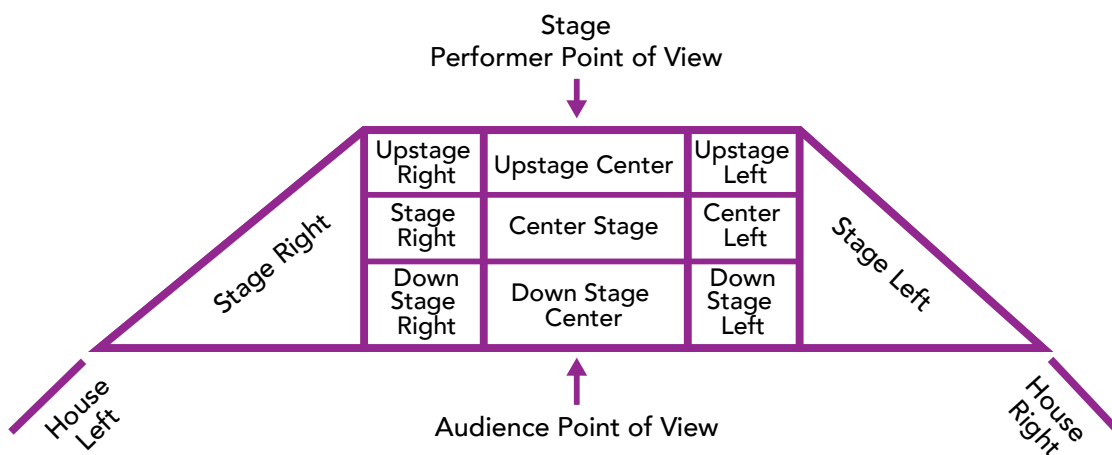 Stage
Performer Point of View
Upstage
Right
Upstage Center
Upstage
Left
Stage
Right
Center Stage
Center
Left
Down
Stage
Right
Down Stage
Center
Down
Stage
Left
Stage Right
Stage Left
House
Left
Audience Point of View
House
Right